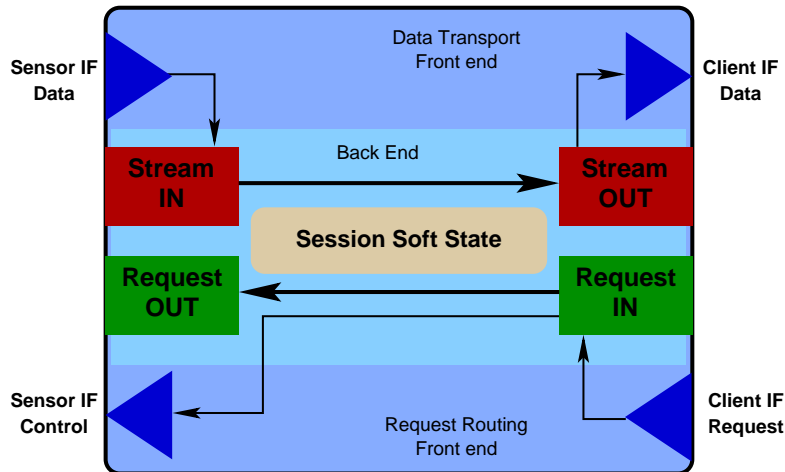 Data Transport
Front end
Sensor IF
Data
Client IF
Data
Back End
Stream
IN
Stream
OUT
Session Soft State
Request
OUT
Request
IN
Sensor IF
Control
Client IF
Request
Request Routing
Front end